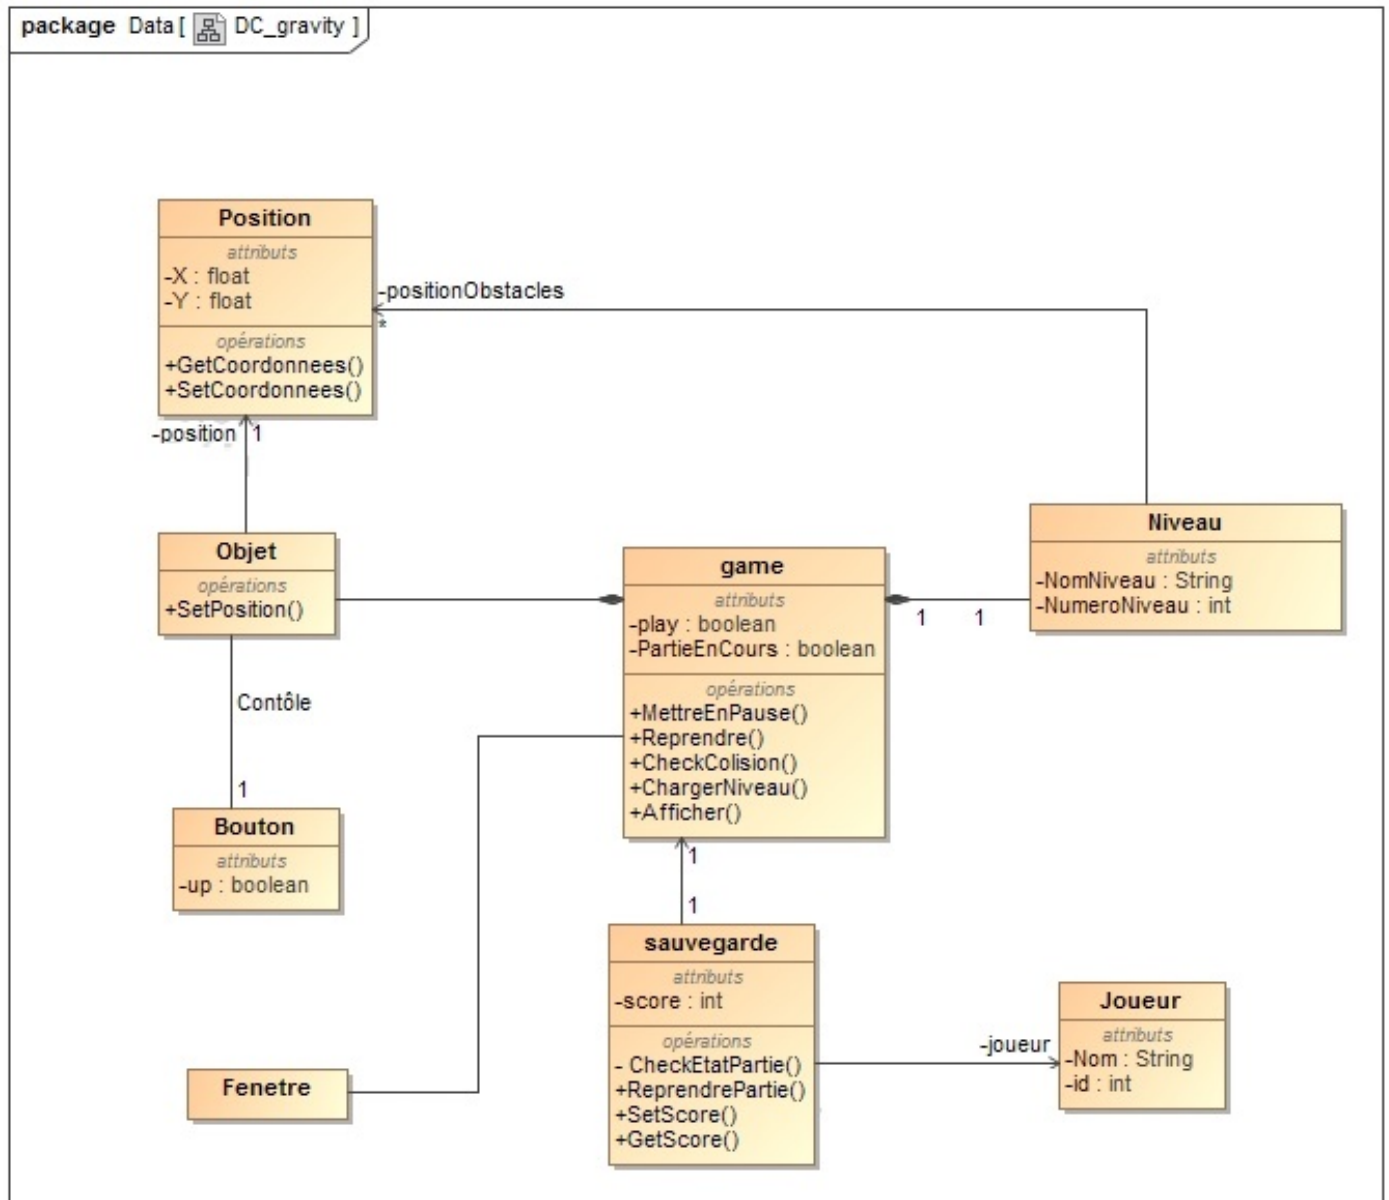 package Data [ DC_gravity ]
Position
attributs
-X : float
-Y : float
opérations
+GetCoordonnees()
+SetCoordonnees()
-positionObstacles
*
-position
1
Objet
opérations
+SetPosition()
Contôle
1
Bouton
attributs
-up : boolean
game
attributs
-play : boolean
-PartieEnCours : boolean
opérations
+MettreEnPause()
+Reprendre()
+CheckColision()
+ChargerNiveau()
+Afficher()
1
1
Niveau
attributs
-NomNiveau : String
-NumeroNiveau : int
1
1
sauvegarde
attributs
-score : int
opérations
- CheckEtatPartie()
+ReprendrePartie()
+SetScore()
+GetScore()
-joueur
Joueur
attributs
-Nom : String
-id : int
Fenetre